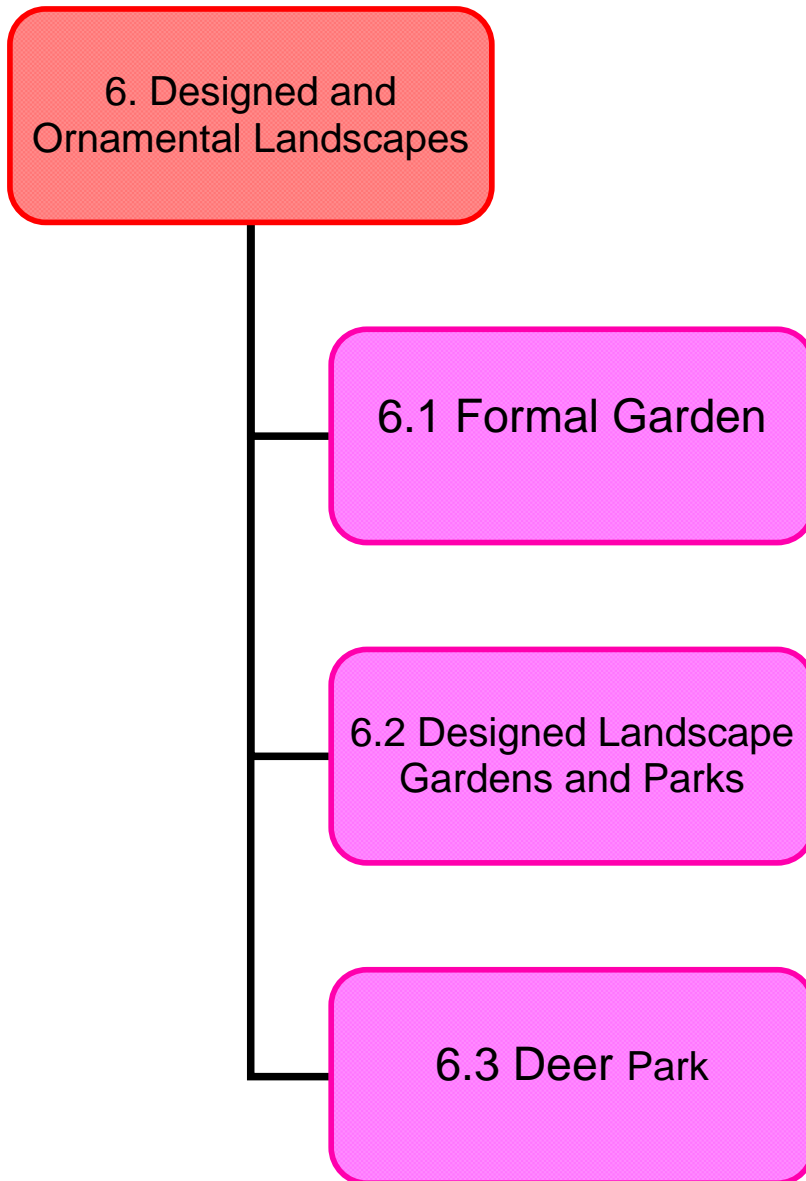 6. Designed and
Ornamental Landscapes
6.1 Formal Garden
6.2 Designed Landscape
Gardens and Parks
6.3 Deer Park